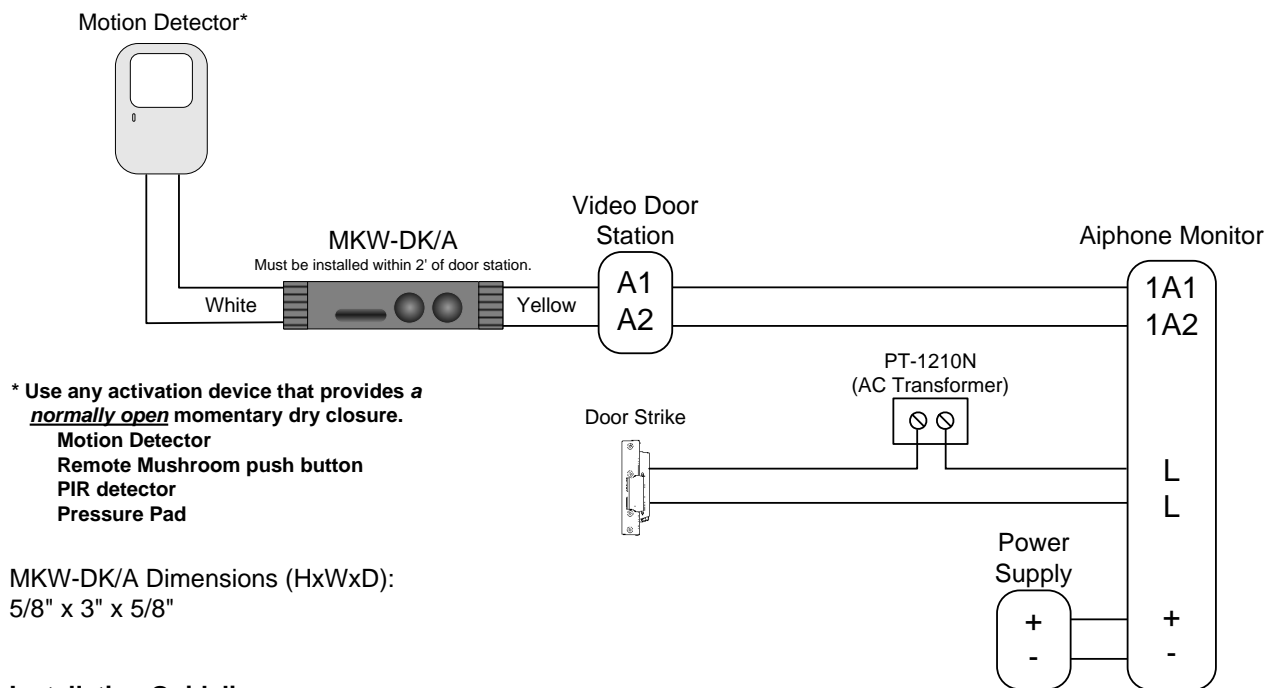 Motion Detector*
MKW-DK/A
Must be installed within 2' of door station.
White
Yellow
Video Door
Station
A1
A2
Aiphone Monitor
1A1
1A2
PT-1210N
(AC Transformer)
Door Strike
L
L
Power
Supply
+
-
+
-
* Use any activation device that provides a
normally open momentary dry closure.
Motion Detector
Remote Mushroom push button
PIR detector
Pressure Pad
MKW-DK/A Dimensions (HxWxD):
5/8" x 3" x 5/8"